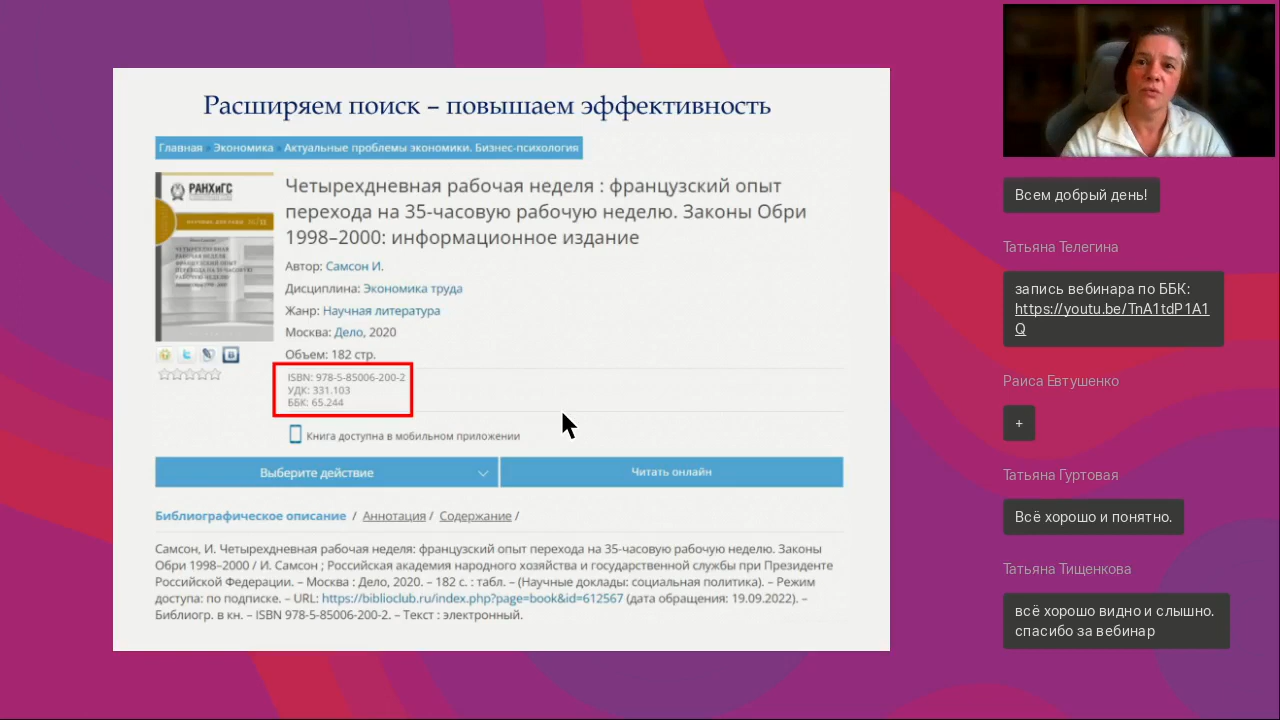 Расширяем поиск – повышаем эффективность
Главная » Экономика » Актуальные проблемы экономики. Бизнес-психология
РАНХиГС
Четырехдневная рабочая неделя : французский опыт
перехода на 35-часовую рабочую неделю. Законы Обри
1998–2000: информационное издание
Автор: Самсон И.
Дисциплина: Экономика труда
Жанр: Научная литература
Москва: Дело, 2020
Объем: 182 стр.
ISBN: 978-5-85006-200-2
УДК: 331.103
ББК: 65.244
Книга доступна в мобильном приложении
Выберите действие
Читать онлайн
Библиографическое описание / Аннотация / Содержание /
Самсон, И. Четырехдневная рабочая неделя: французский опыт перехода на 35-часовую рабочую неделю. Законы
Обри 1998–2000 / И. Самсон ; Российская академия народного хозяйства и государственной службы при Президенте
Российской Федерации. – Москва : Дело, 2020. – 182 с. : табл. – (Научные доклады: социальная политика). – Режим
доступа: по подписке. – URL: https://biblioclub.ru/index.php?page=book&id=612567 (дата обращения: 19.09.2022). –
Библиогр. в кн. – ISBN 978-5-85006-200-2. – Текст : электронный.
Всем добрый день!
Татьяна Телегина
запись вебинара по ББК:
https://youtu.be/TnA1tdP1A1
Q
Раиса Евтушенко
+
Татьяна Гуртовая
Всё хорошо и понятно.
Татьяна Тищенкова
всё хорошо видно и слышно.
спасибо за вебинар